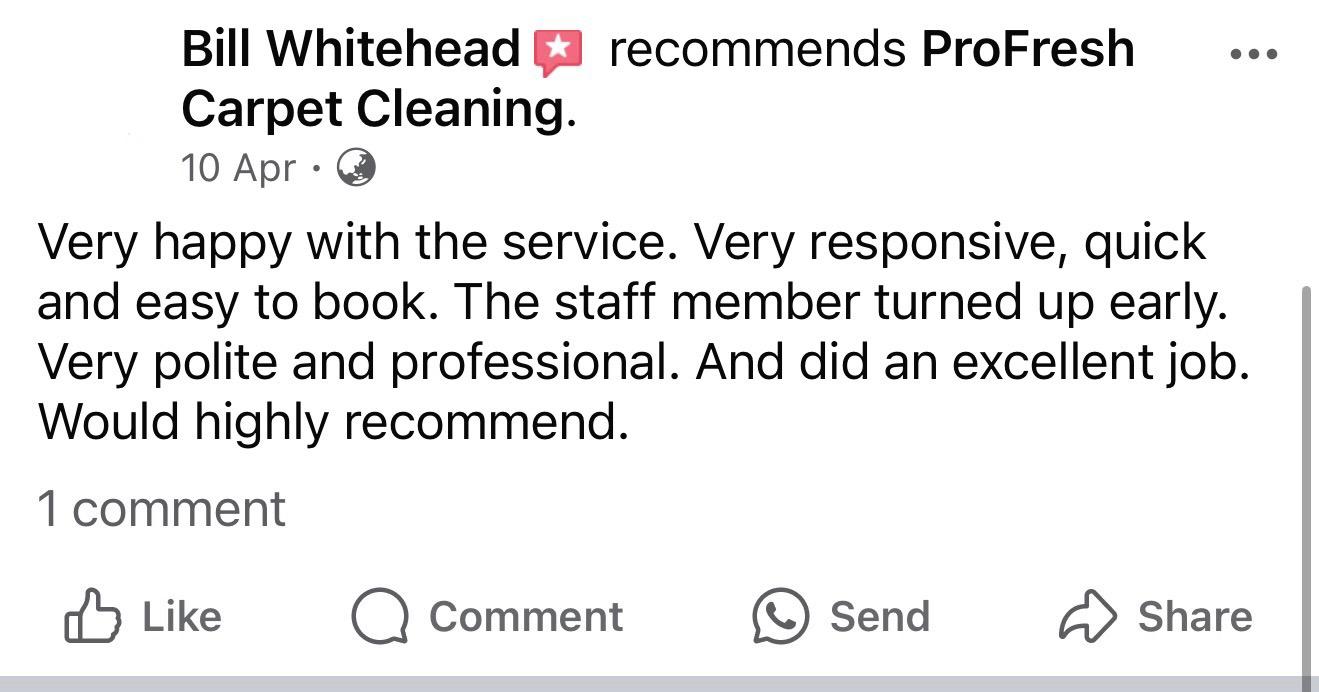 Bill Whitehead recommends ProFresh
Carpet Cleaning.
10 Apr ·
Very happy with the service. Very responsive, quick
and easy to book. The staff member turned up early.
Very polite and professional. And did an excellent job.
Would highly recommend.
1 comment
Like Comment Send Share